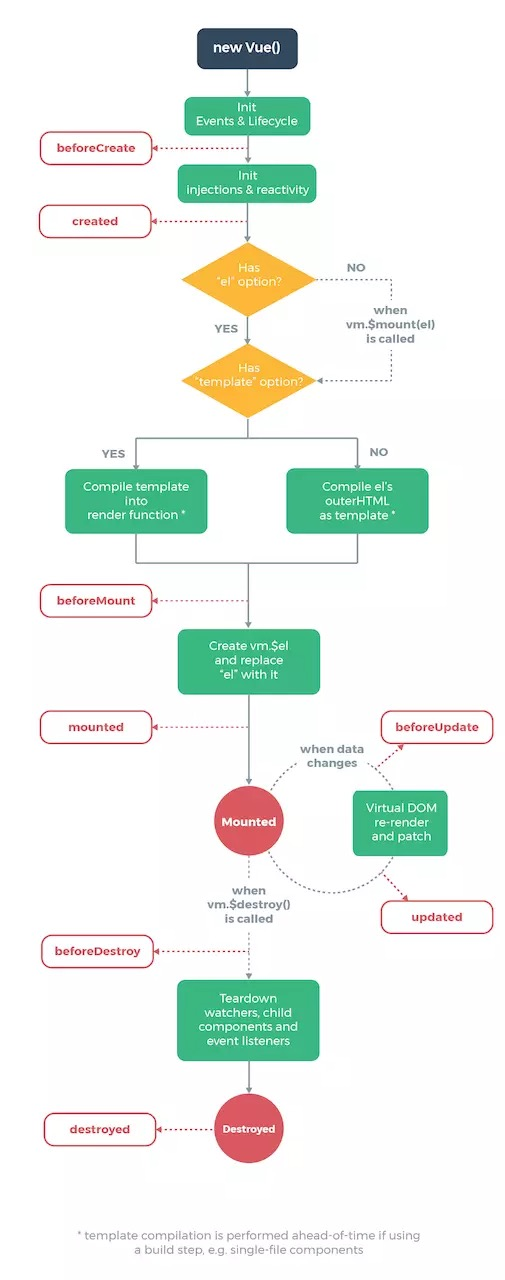 new Vue()
Init
Events & Lifecycle
beforeCreate
Init
injections & reactivity
created
Has
"el" option?
NO
when
vm.$mount(el)
is called
YES
Has
"template" option?
YES
NO
Compile template
into
render function *
Compile el's
outerHTML
as template *
beforeMount
Create vm.$el
and replace
"el" with it
mounted
beforeUpdate
when data
changes
Mounted
Virtual DOM
re-render
and patch
when
vm.$destroy()
is called
updated
beforeDestroy
Teardown
watchers, child
components and
event listeners
destroyed
Destroyed
* template compilation is performed ahead-of-time if using
a build step, e.g. single-file components